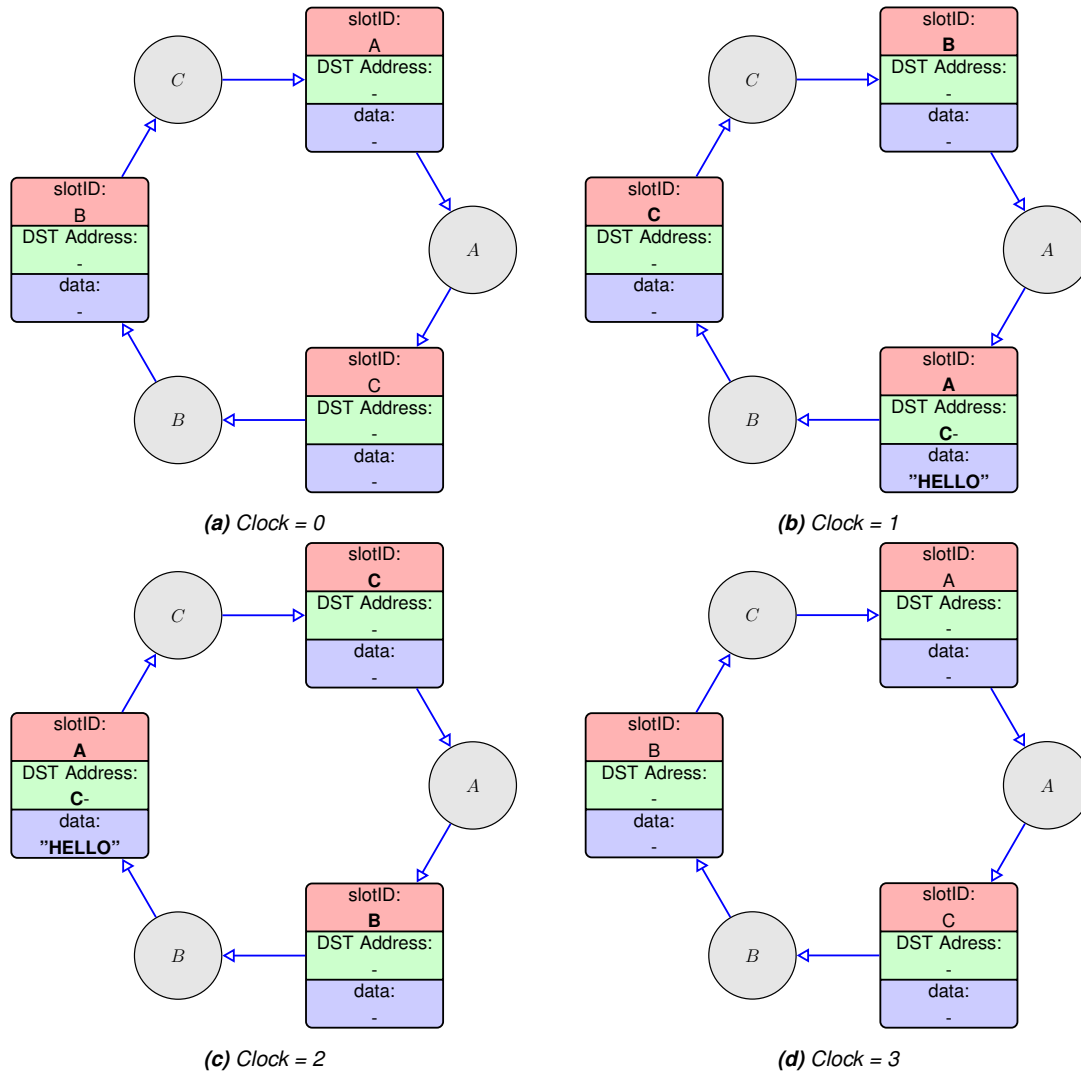 slotID:
A
DST Address:
-
data:
-
C
slotID:
B
DST Address:
-
data:
-
A
slotID:
C
DST Address:
-
data:
-
B
(a) Clock = 0
slotID:
B
DST Address:
-
data:
-
C
slotID:
C
DST Address:
-
data:
-
A
slotID:
A
DST Address:
C-
data:
”HELLO”
B
(b) Clock = 1
slotID:
C
DST Address:
-
data:
-
C
slotID:
A
DST Address:
C-
data:
”HELLO”
A
slotID:
B
DST Address:
-
data:
-
B
(c) Clock = 2
slotID:
A
DST Adress:
-
data:
-
C
slotID:
B
DST Adress:
-
data:
-
A
slotID:
C
DST Adress:
-
data:
-
B
(d) Clock = 3